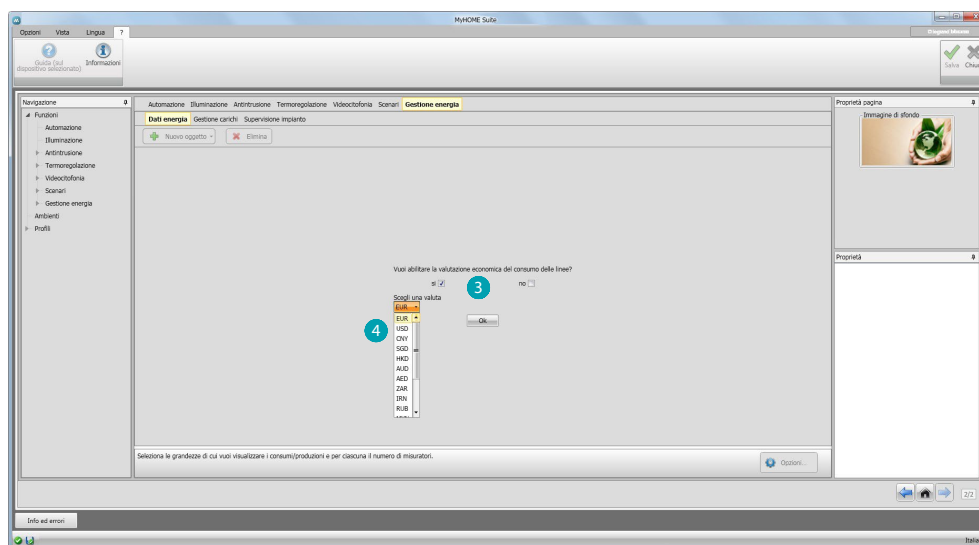 MyHOME Suite
Opzioni Vista Lingua ?
Guida (sul dispositivo selezionato)
Informazioni
Salva
Navigazione
Funzioni
Automazione
Illuminazione
Antintrusione
Termoregolazione
Videocitofonia
Scenari
Gestione energia
Ambienti
Profili
Automazione Illuminazione Antintrusione Termoregolazione Videocitofonia Scenari Gestione energia
Dati energia Gestione carichi Supervisione impianto
Nuovo oggetto
Elimina
Vuoi abilitare la valutazione economica del consumo delle linee?
si
3
no
Scegli una valuta
EUR
Ok
4
EUR
USD
CNY
SGD
HKD
AUD
AED
ZAR
IRN
RUB
Seleziona le grandezze di cui vuoi visualizzare i consumi/produzioni e per ciascuna il numero di misuratori.
Opzioni...
Proprietà pagina
Immagine di sfondo
Proprietà
2/2
Info ed errori